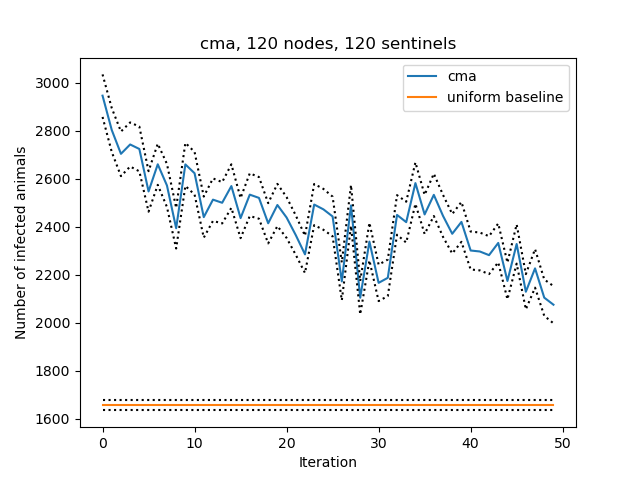 cma, 120 nodes, 120 sentinels
cma
uniform baseline
Number of infected animals
3000
2800
2600
2400
2200
2000
1800
1600
0 10 20 30 40 50
Iteration